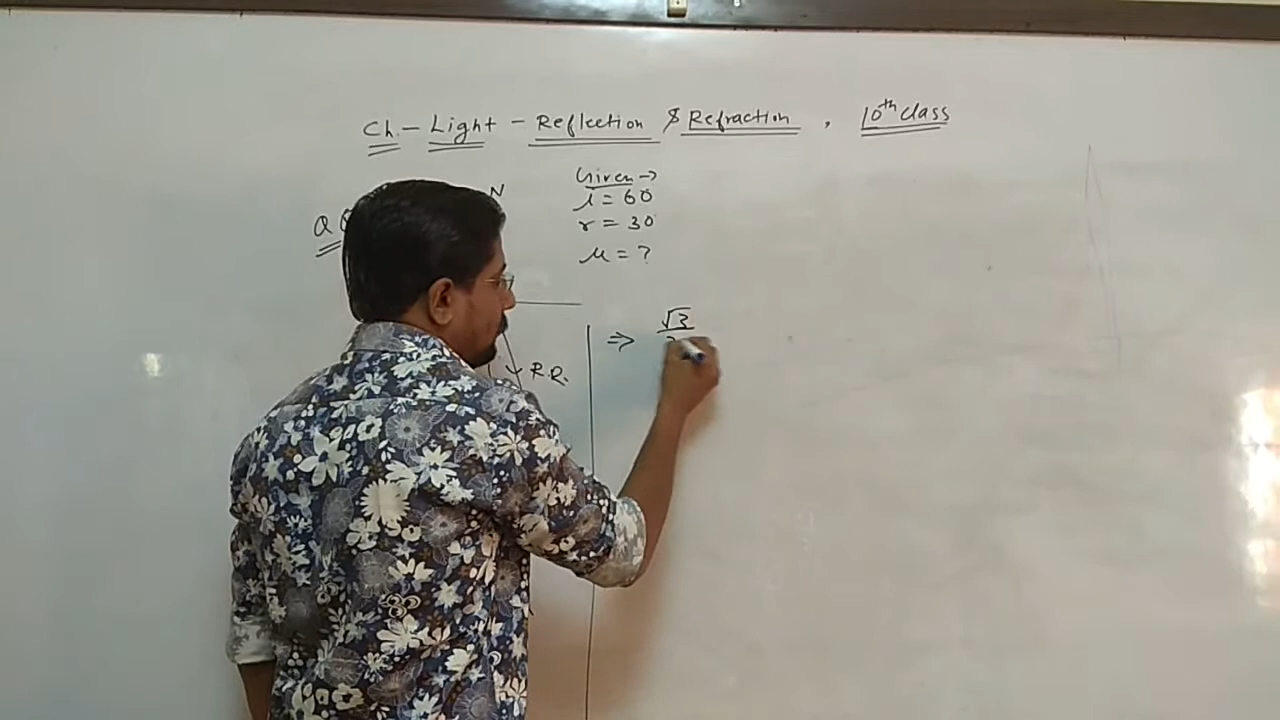 Ch. - Light - Reflection & Refraction, 10th class
Q
N
Given →
i = 60
r = 30
μ = ?
R.R.
⇒ √3